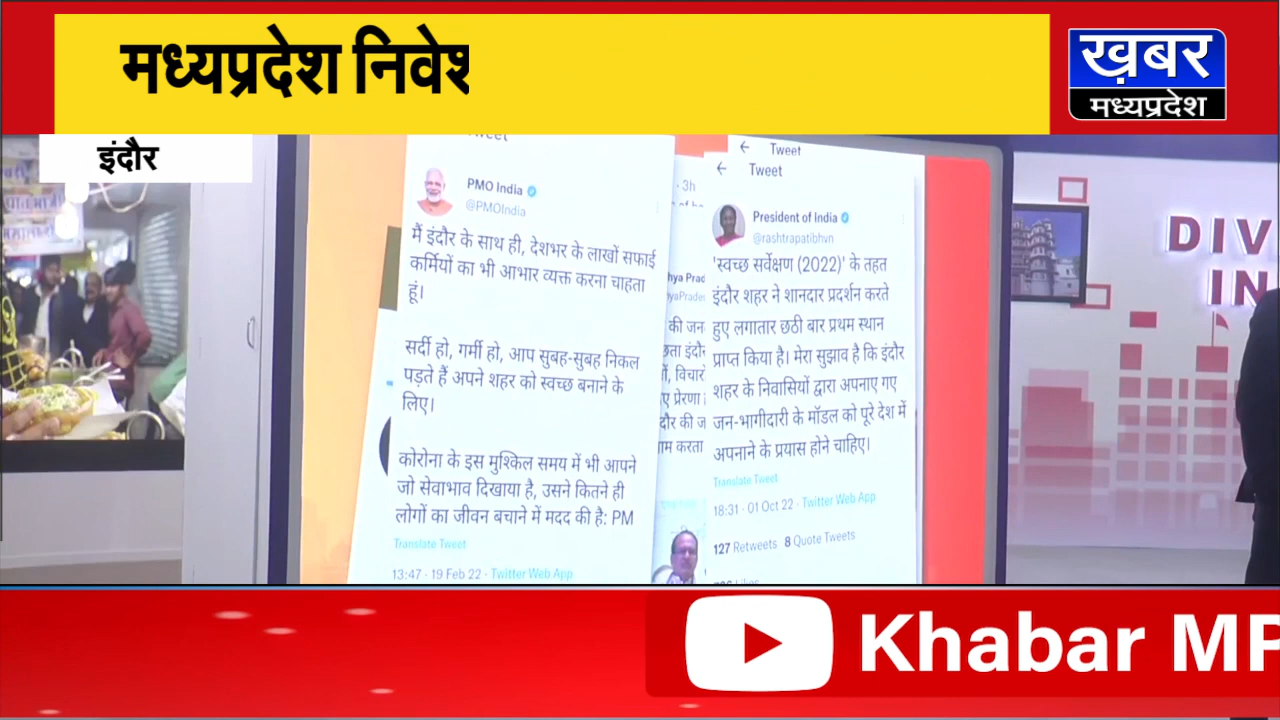 मध्यप्रदेश निवेश
ख़बर
मध्यप्रदेश
इंदौर
Tweet
PMO India
@PMOIndia
मैं इंदौर के साथ ही, देशभर के लाखों सफाई
कर्मियों का भी आभार व्यक्त करना चाहता
हूं।
सर्दी हो, गर्मी हो, आप सुबह-सुबह निकल
पड़ते हैं अपने शहर को स्वच्छ बनाने के
लिए।
कोरोना के इस मुश्किल समय में भी आपने
जो सेवाभाव दिखाया है, उसने कितने ही
लोगों का जीवन बचाने में मदद की है: PM
Translate Tweet
13:47 - 19 Feb 22 - Twitter Web App
3h
की जन
विचार
प्रेरणा
की ज
करता
Tweet
Tweet
President of India
@rashtrapatibhvn
'स्वच्छ सर्वेक्षण (2022)' के तहत
इंदौर शहर ने शानदार प्रदर्शन करते
हुए लगातार छठी बार प्रथम स्थान
प्राप्त किया है। मेरा सुझाव है कि इंदौर
शहर के निवासियों द्वारा अपनाए गए
जन-भागीदारी के मॉडल को पूरे देश में
अपनाने के प्रयास होने चाहिए।
Translate Tweet
18:31 - 01 Oct 22 - Twitter Web App
127 Retweets 8 Quote Tweets
DIV
IN
Khabar MP